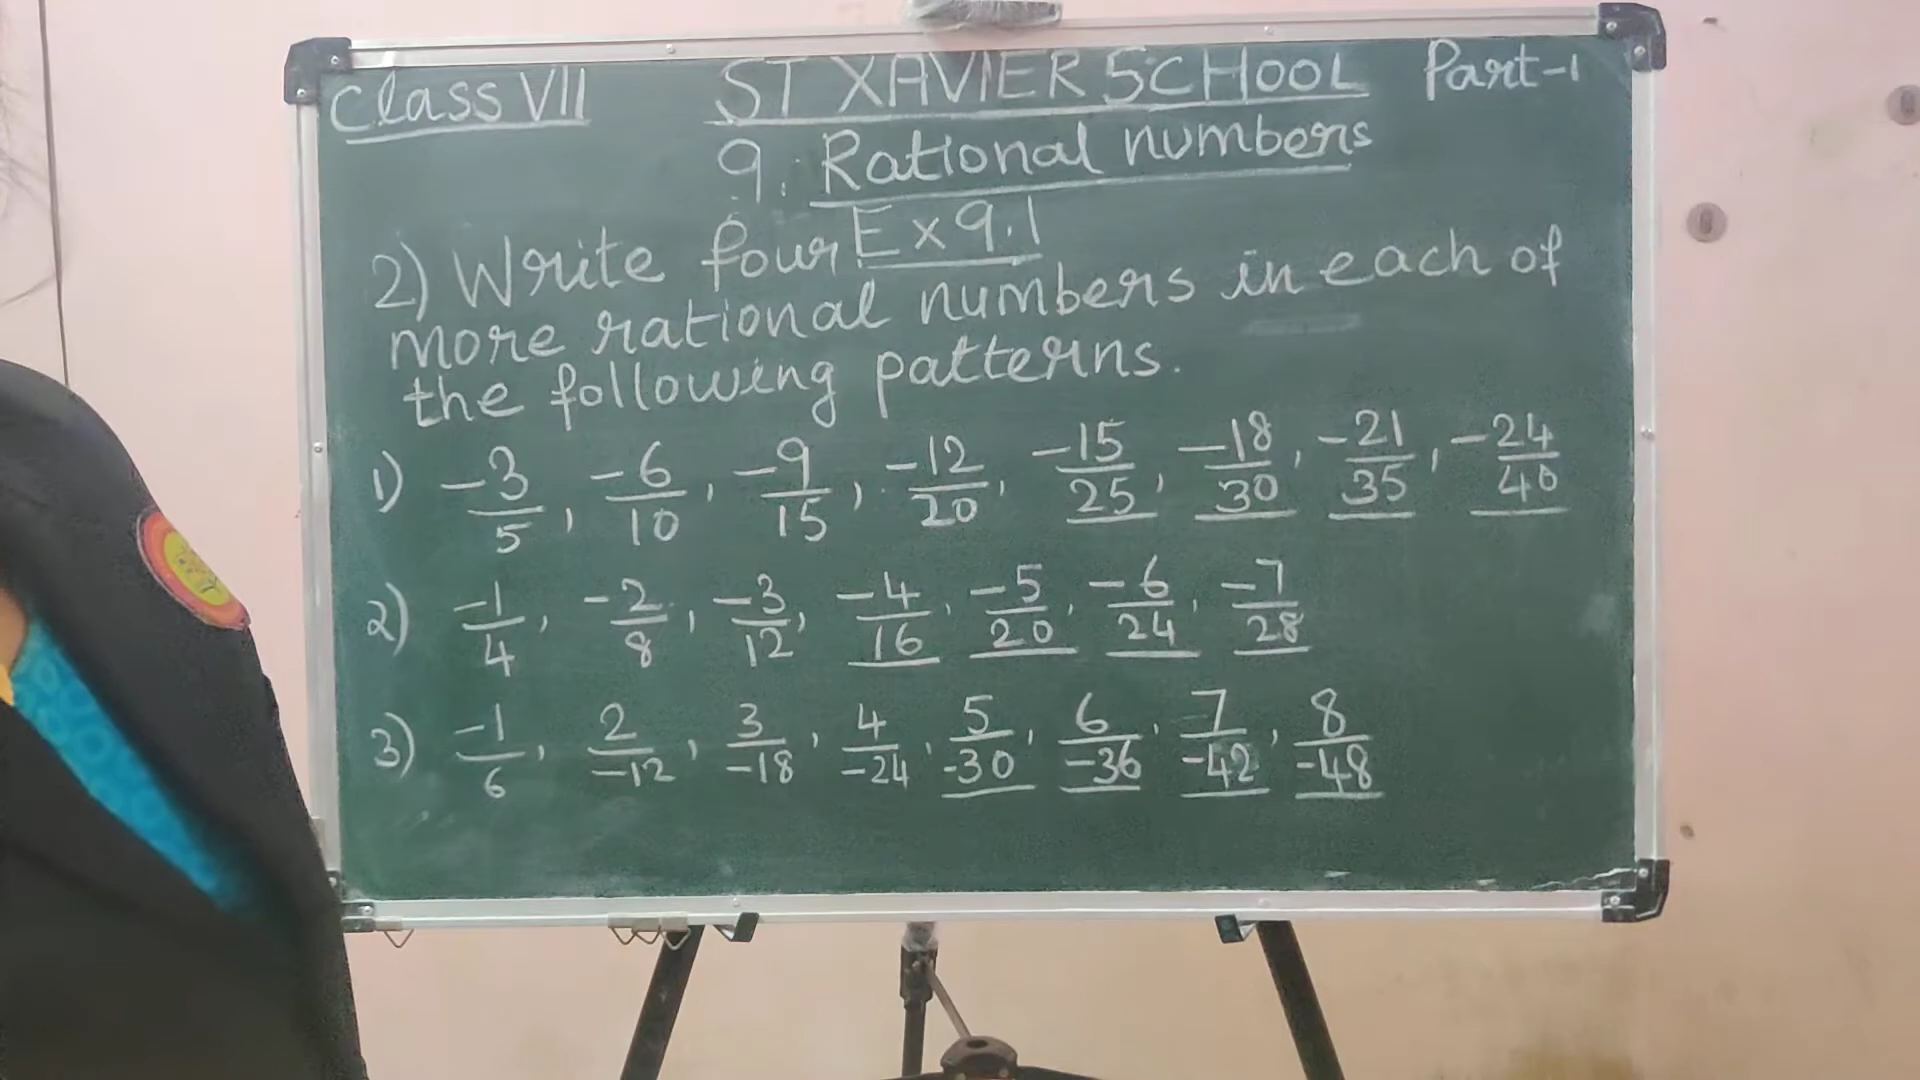 Class VII ST XAVIER SCHOOL Part-1
9. Rational numbers
Ex 9.1
2) Write four
more rational numbers in each of
the following patterns.
1) -3/5, -6/10, -9/15, -12/20, -15/25, -18/30, -21/35, -24/40
2) -1/4, -2/8, -3/12, -4/16, -5/20, -6/24, -7/28
3) -1/6, 2/-12, 3/-18, 4/-24, 5/-30, 6/-36, 7/-42, 8/-48